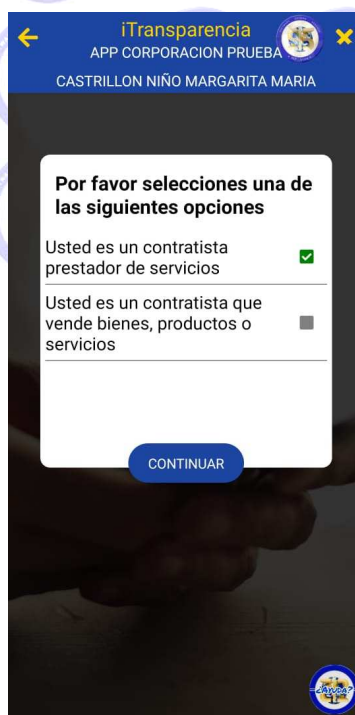 iTransparencia
APP CORPORACION PRUEBA
CASTRILLON NIÑO MARGARITA MARIA
Por favor selecciones una de
las siguientes opciones
Usted es un contratista
prestador de servicios
Usted es un contratista que
vende bienes, productos o
servicios
CONTINUAR
¿AYUDA?